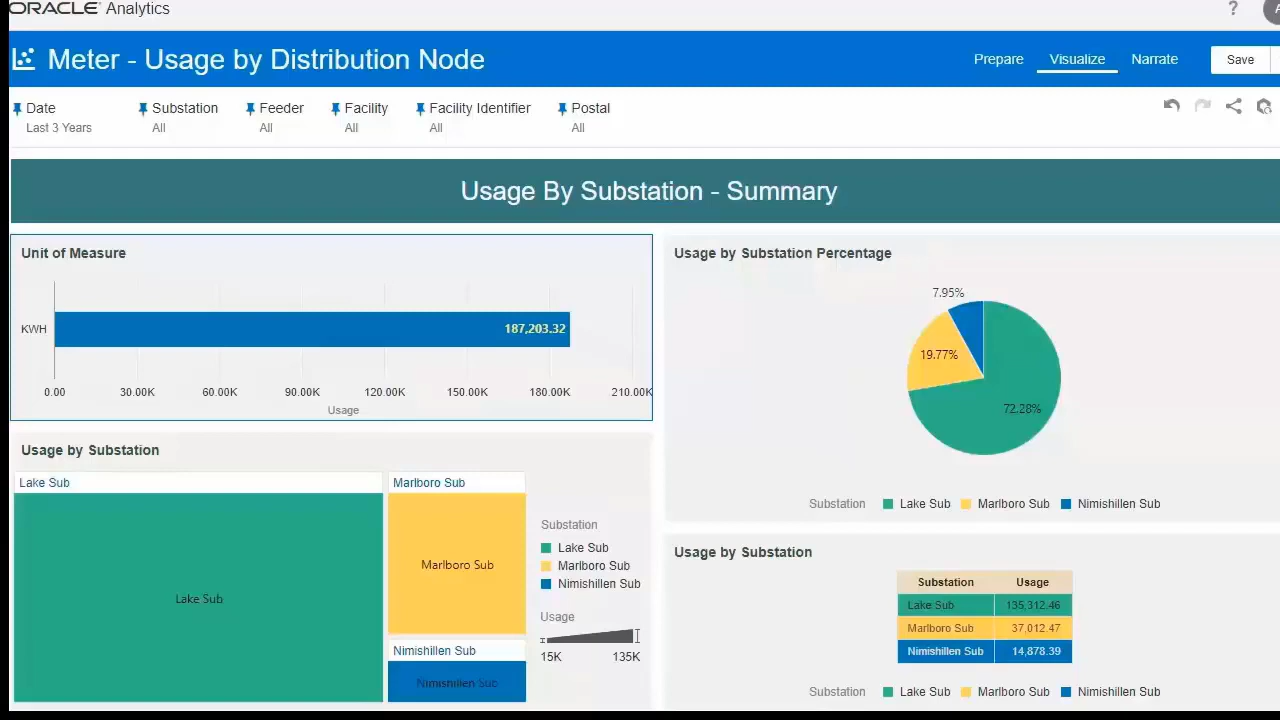 ORACLE Analytics
?
Meter - Usage by Distribution Node
Prepare Visualize Narrate Save
Date Substation Feeder Facility Facility Identifier Postal
Last 3 Years All All All All All
Usage By Substation - Summary
Unit of Measure
KWH
187,203.32
0.00 30.00K 60.00K 90.00K 120.00K 150.00K 180.00K 210.00K
Usage
Usage by Substation Percentage
7.95%
19.77%
72.28%
Substation Lake Sub Marlboro Sub Nimishillen Sub
Usage by Substation
Lake Sub
Lake Sub
Marlboro Sub
Marlboro Sub
Nimishillen Sub
Nimishillen Sub
Substation
Lake Sub
Marlboro Sub
Nimishillen Sub
Usage
15K 135K
Usage by Substation
Substation Usage
Lake Sub 135,312.46
Marlboro Sub 37,012.47
Nimishillen Sub 14,878.39
Substation Lake Sub Marlboro Sub Nimishillen Sub